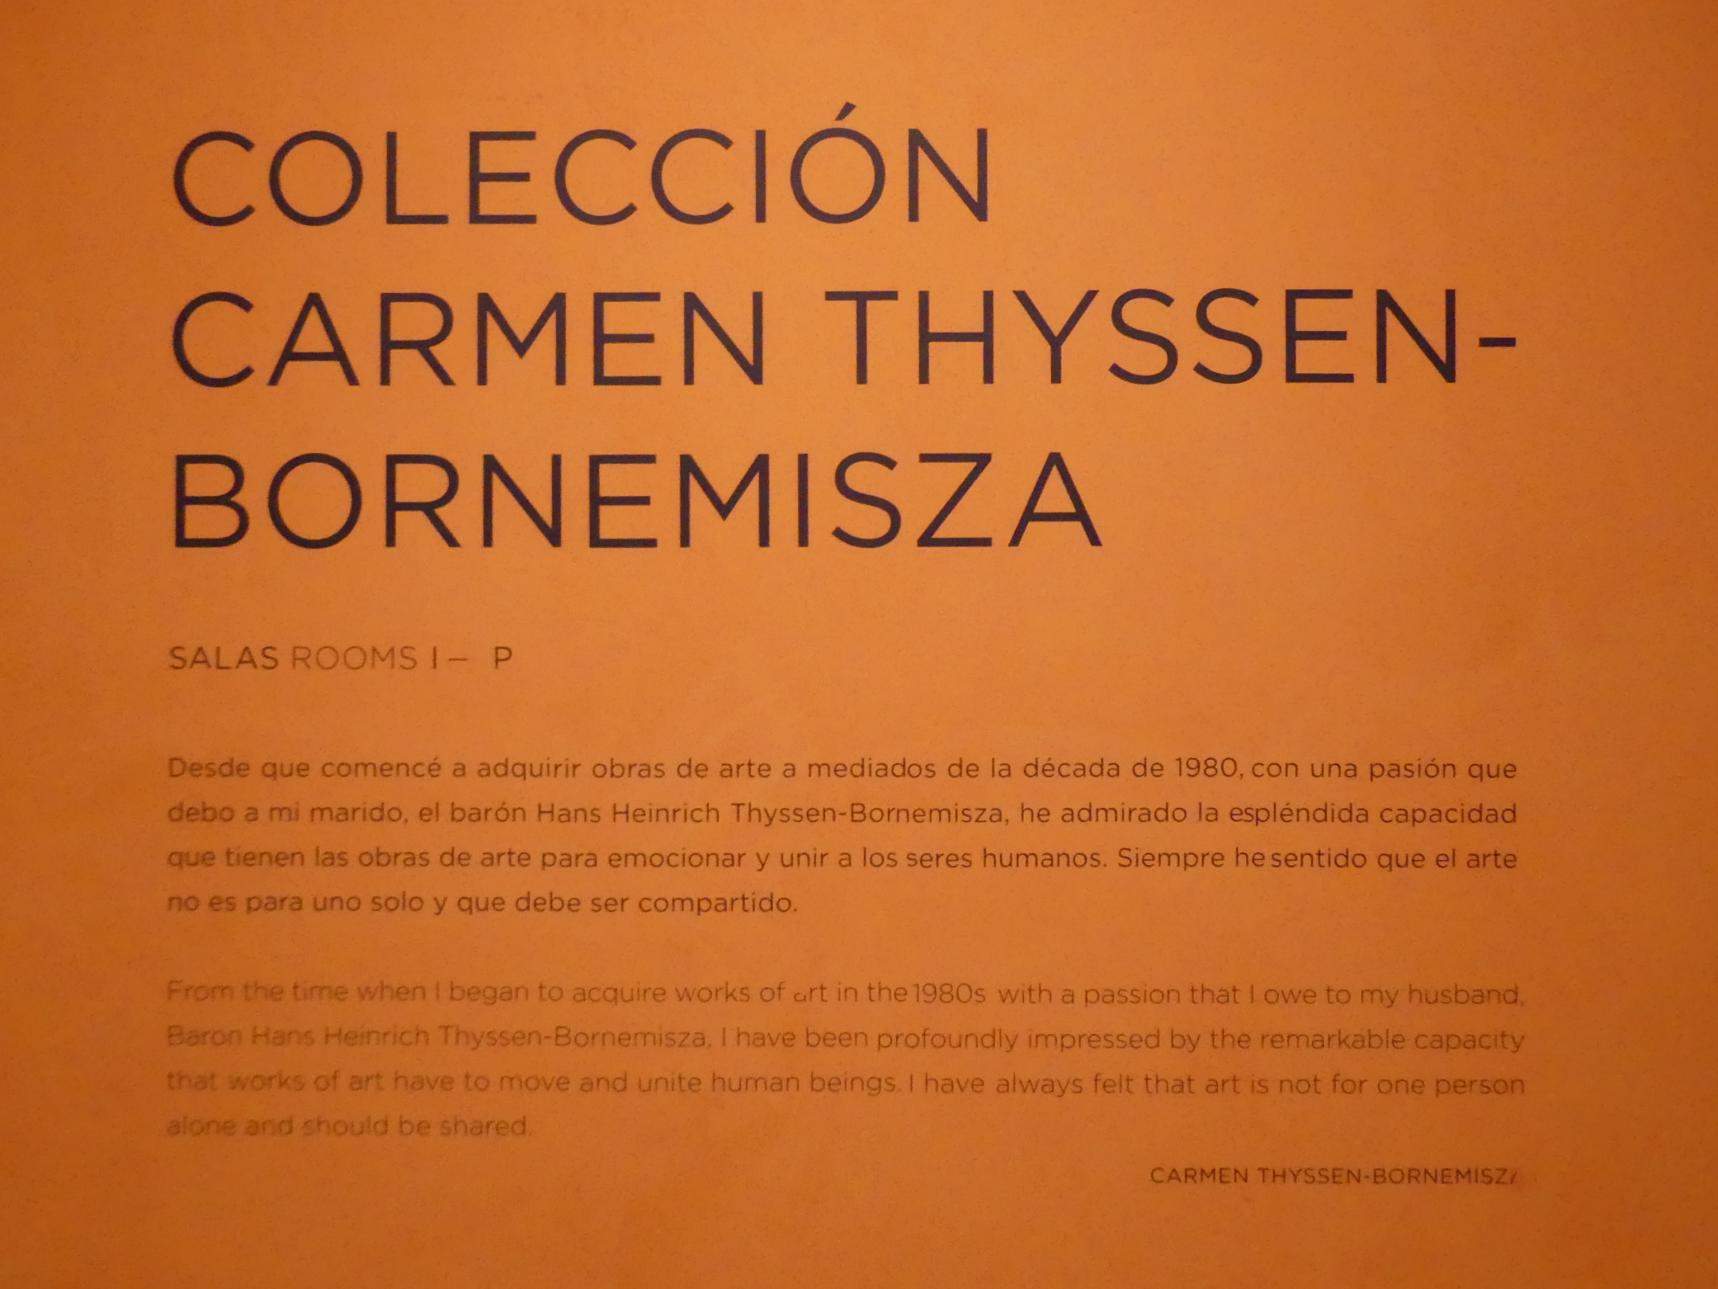 COLECCIÓN
CARMEN THYSSEN-
BORNEMISZA
SALAS ROOMS I – P
Desde que comencé a adquirir obras de arte a mediados de la década de 1980, con una pasión que
debo a mi marido, el barón Hans Heinrich Thyssen-Bornemisza, he admirado la espléndida capacidad
que tienen las obras de arte para emocionar y unir a los seres humanos. Siempre he sentido que el arte
no es para uno solo y que debe ser compartido.
From the time when I began to acquire works of art in the 1980s with a passion that I owe to my husband,
Baron Hans Heinrich Thyssen-Bornemisza, I have been profoundly impressed by the remarkable capacity
that works of art have to move and unite human beings. I have always felt that art is not for one person
alone and should be shared.
CARMEN THYSSEN-BORNEMISZA